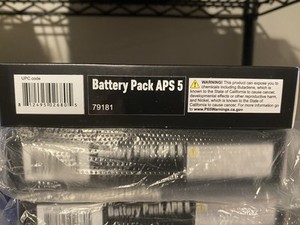 UPC code
Battery Pack APS 5
79181
WARNING! This product can expose you to
chemicals including Butadiene, which is
known to the State of California to cause cancer,
developmental effects or other reproductive harm,
and Nickel, which is known to the State of
California to cause cancer. For more information go
to www.P65Warnings.ca.gov
Battery Pack APS 5